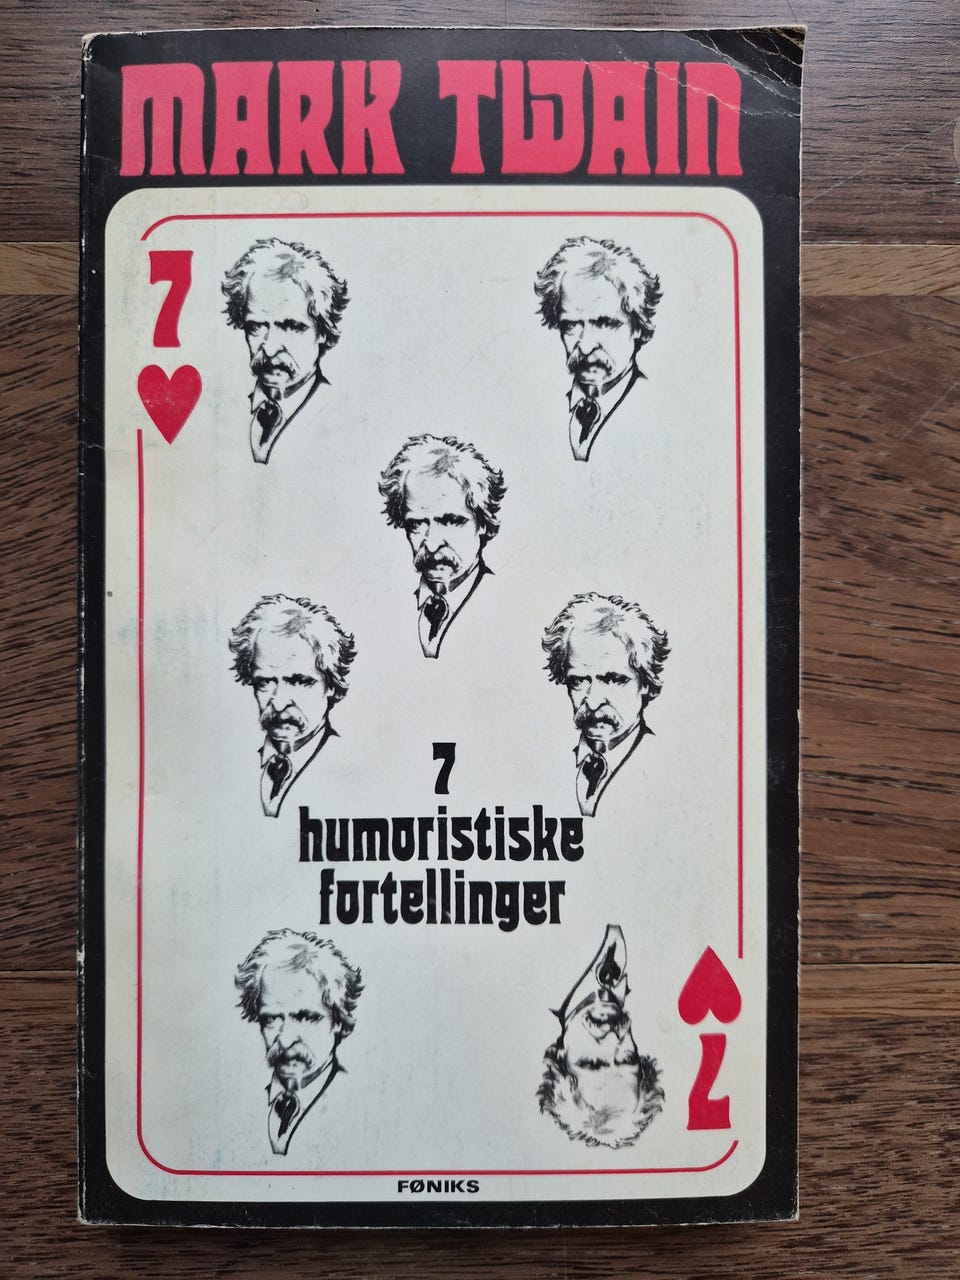 MARK TWAIN
7
7
humoristiske
fortellinger
7
FØNIKS